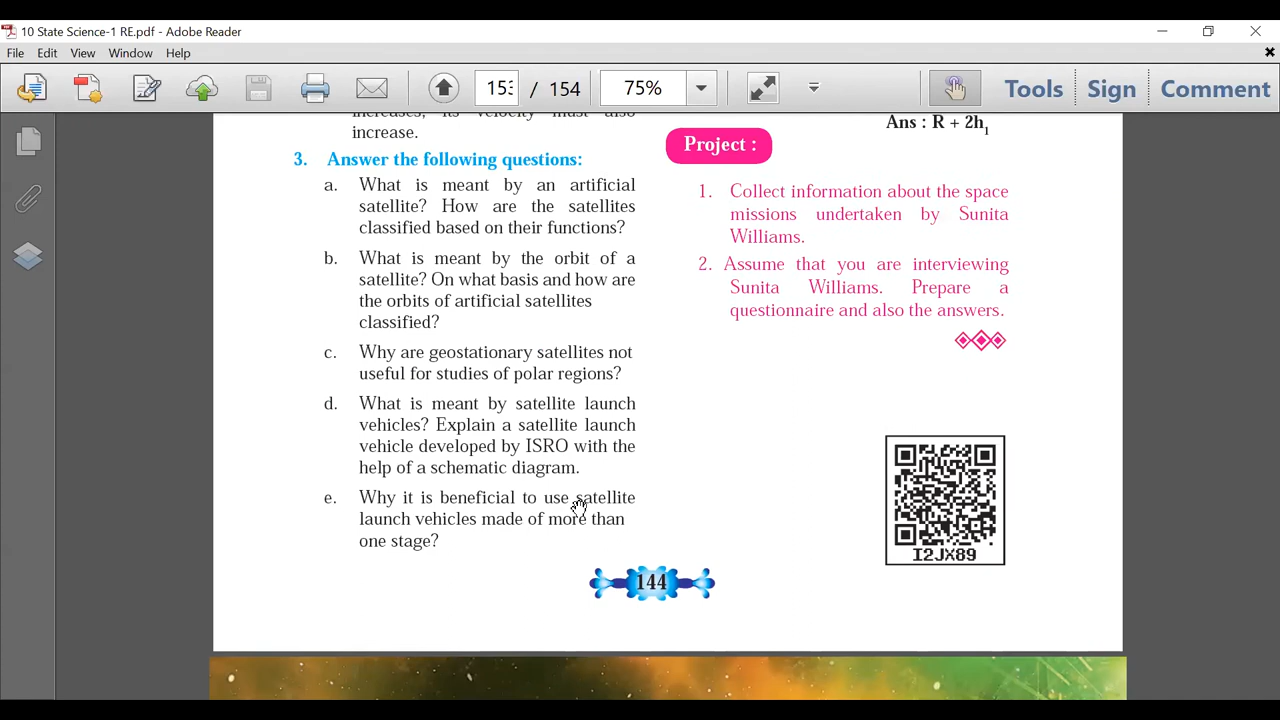 10 State Science-1 RE.pdf - Adobe Reader
File Edit View Window Help
153 / 154 75% Tools Sign Comment
increases, its velocity must also
increase.
3. Answer the following questions:
a. What is meant by an artificial
satellite? How are the satellites
classified based on their functions?
b. What is meant by the orbit of a
satellite? On what basis and how are
the orbits of artificial satellites
classified?
c. Why are geostationary satellites not
useful for studies of polar regions?
d. What is meant by satellite launch
vehicles? Explain a satellite launch
vehicle developed by ISRO with the
help of a schematic diagram.
e. Why it is beneficial to use satellite
launch vehicles made of more than
one stage?
Ans : R + 2h1
Project :
1. Collect information about the space
missions undertaken by Sunita
Williams.
2. Assume that you are interviewing
Sunita Williams. Prepare a
questionnaire and also the answers.
I2JX89
144